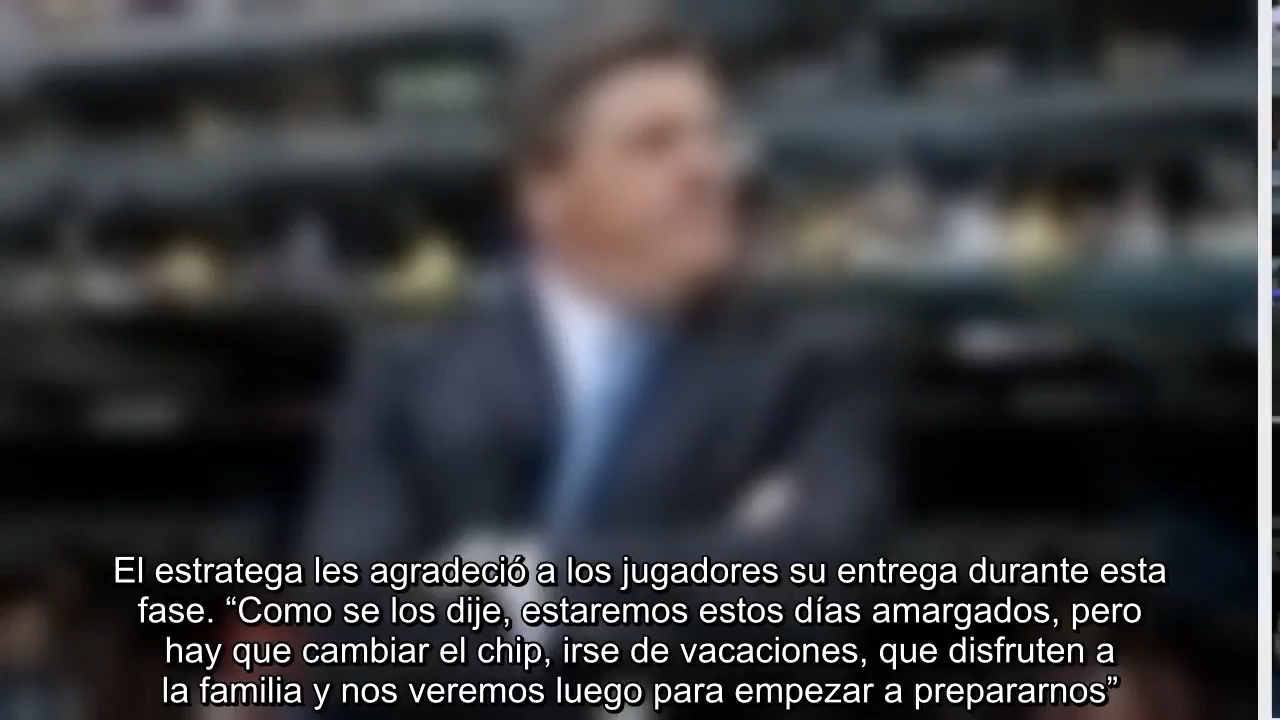 El estratega les agradeció a los jugadores su entrega durante esta
fase. “Como se los dije, estaremos estos días amargados, pero
hay que cambiar el chip, irse de vacaciones, que disfruten a
la familia y nos veremos luego para empezar a prepararnos”